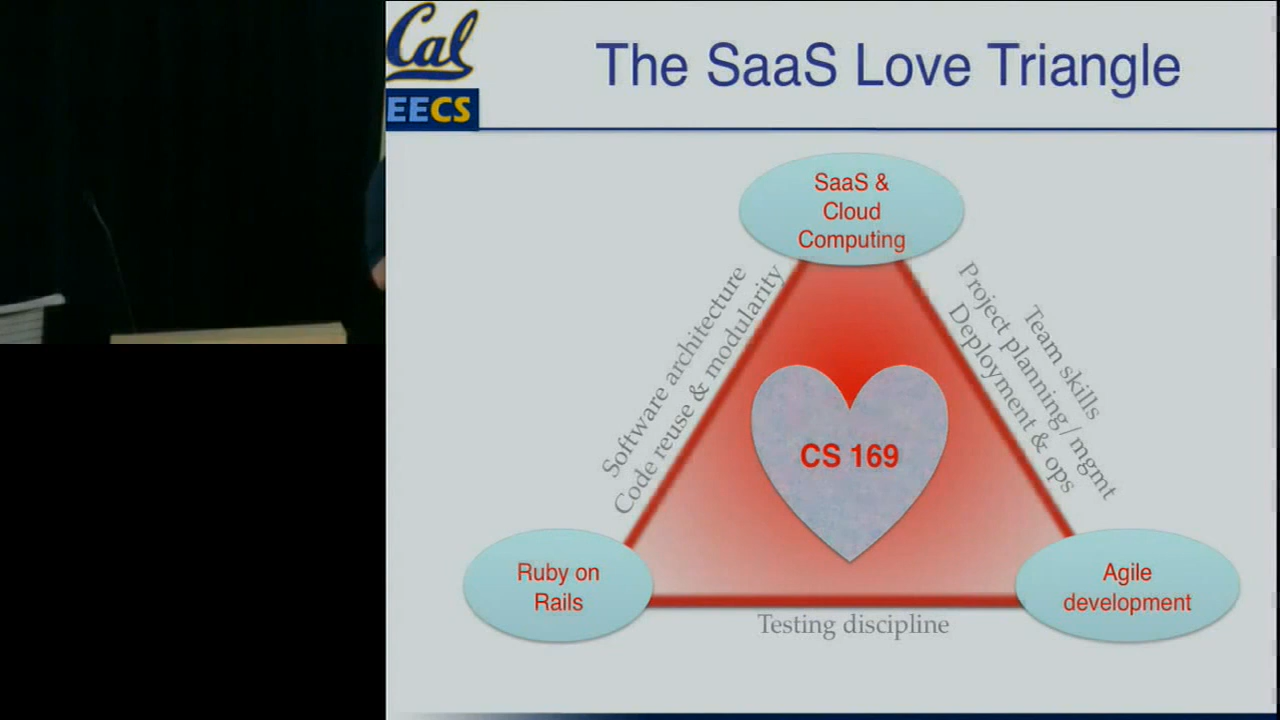 Cal
EECS
The SaaS Love Triangle
SaaS &
Cloud
Computing
Software architecture
Code reuse & modularity
Team skills
Project planning/mgmt
Deployment & ops
CS 169
Ruby on
Rails
Agile
development
Testing discipline